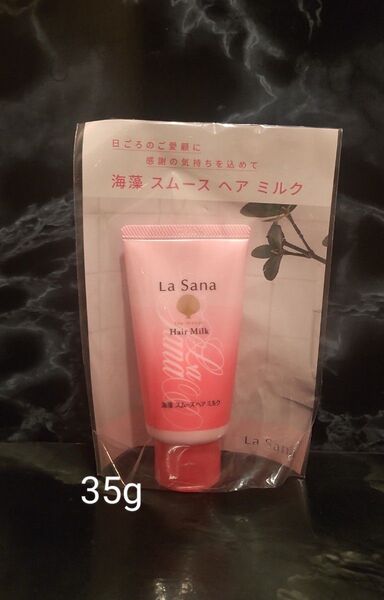 日ごろのご愛顧に
感謝の気持ちを込めて
海藻 スムース ヘア ミルク
La Sana
Hair Milk
La Sana
海藻 スムース ヘア ミルク
La Sana
35g